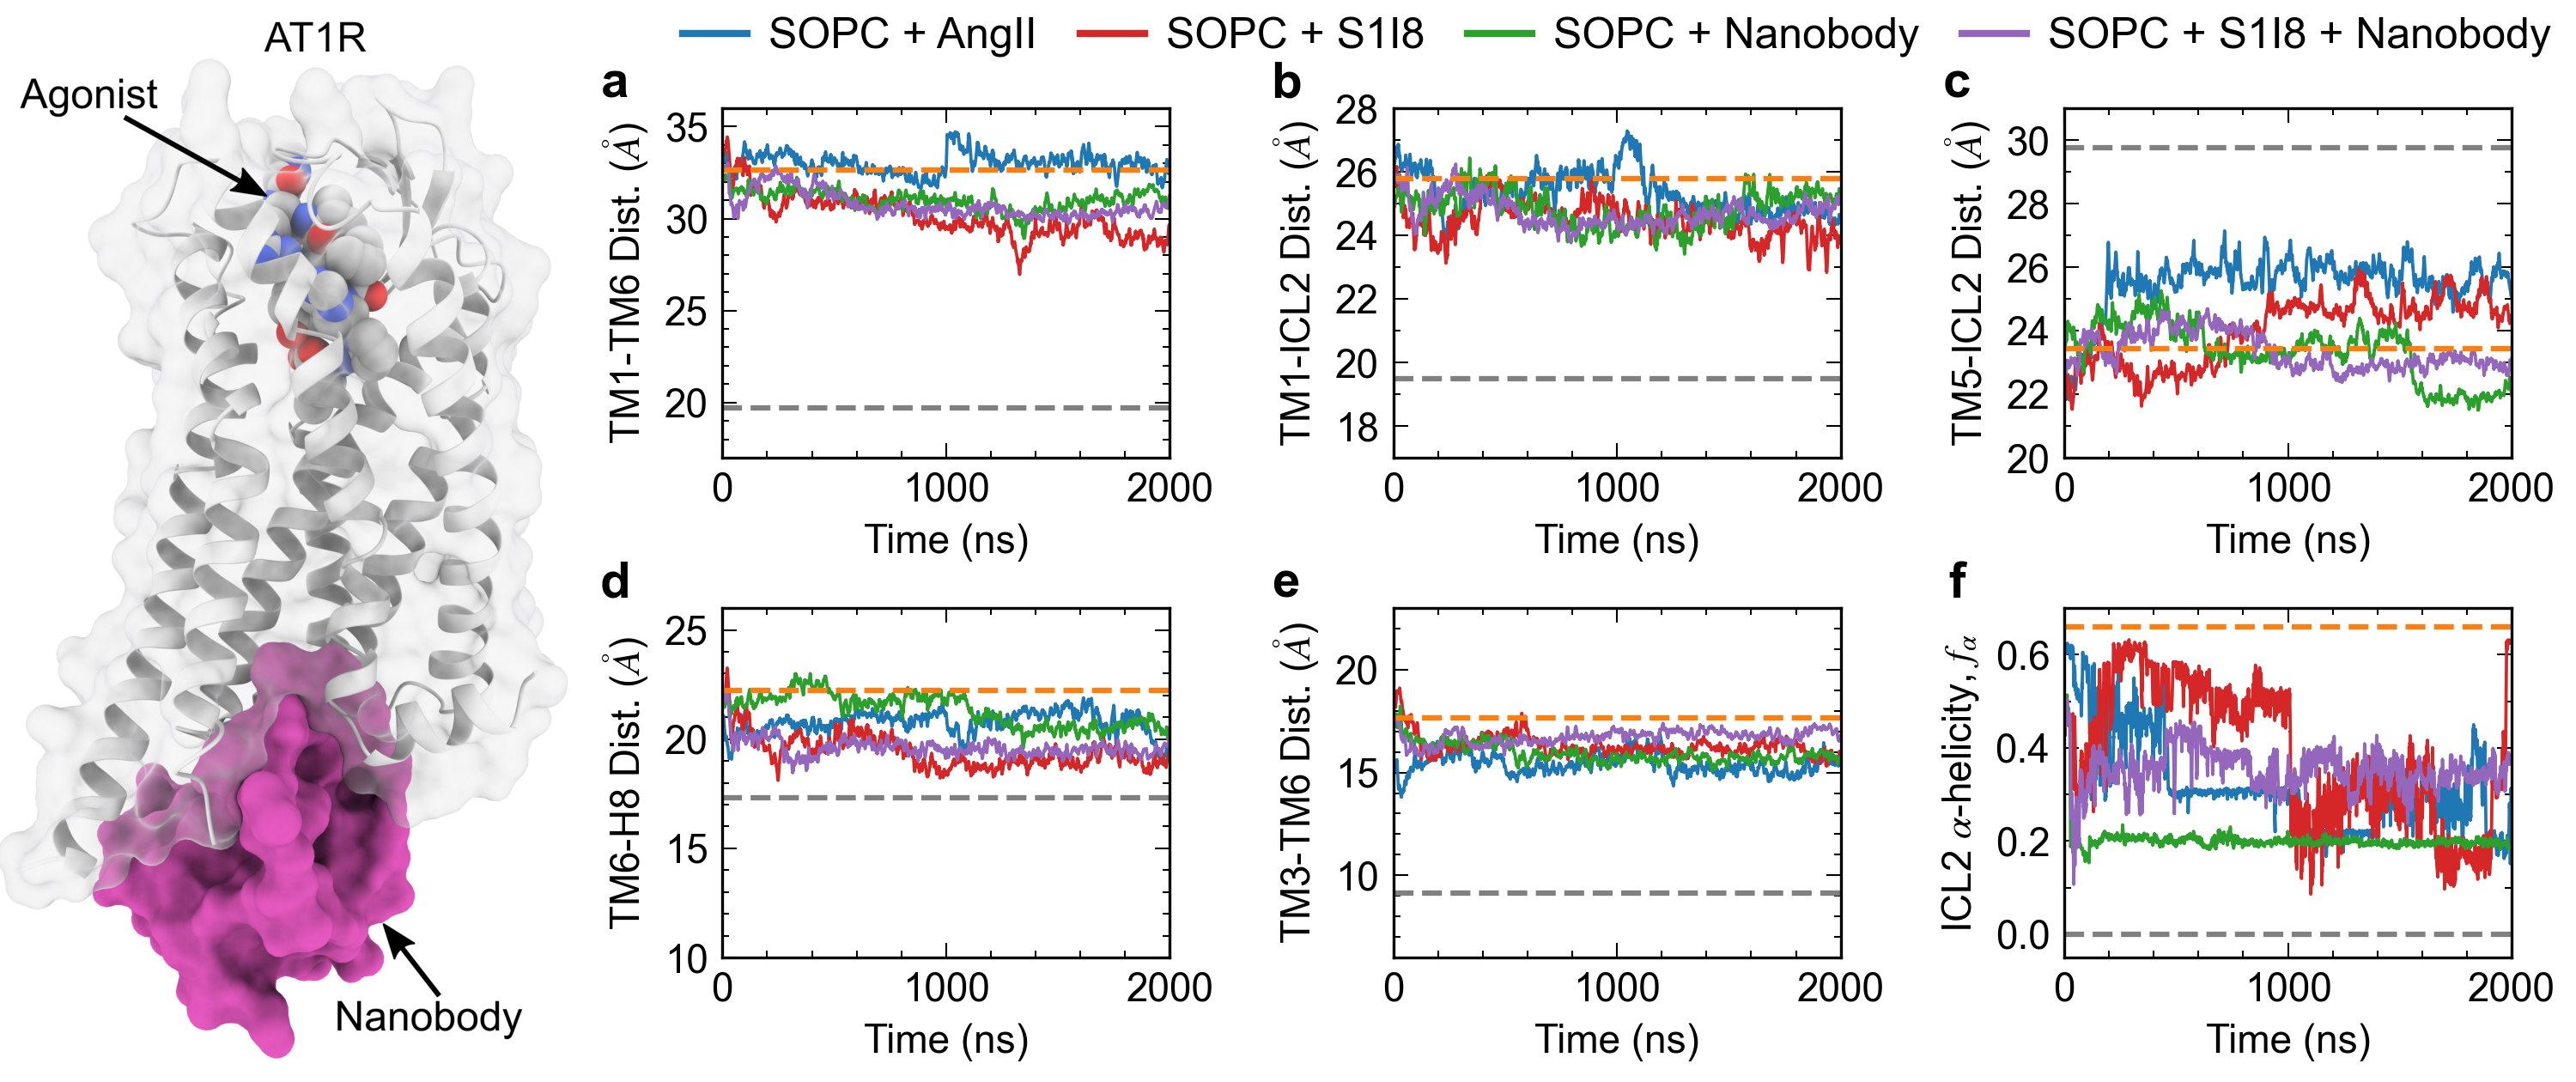 AT1R
Agonist
Nanobody
SOPC + AngII
SOPC + S1I8
SOPC + Nanobody
SOPC + S1I8 + Nanobody
a
TM1-TM6 Dist. (Å)
35
30
25
20
0 1000 2000
Time (ns)
b
TM1-ICL2 Dist. (Å)
28
26
24
22
20
18
0 1000 2000
Time (ns)
c
TM5-ICL2 Dist. (Å)
30
28
26
24
22
20
0 1000 2000
Time (ns)
d
TM6-H8 Dist. (Å)
25
20
15
10
0 1000 2000
Time (ns)
e
TM3-TM6 Dist. (Å)
20
15
10
0 1000 2000
Time (ns)
f
ICL2 α-helicity, fα
0.6
0.4
0.2
0.0
0 1000 2000
Time (ns)